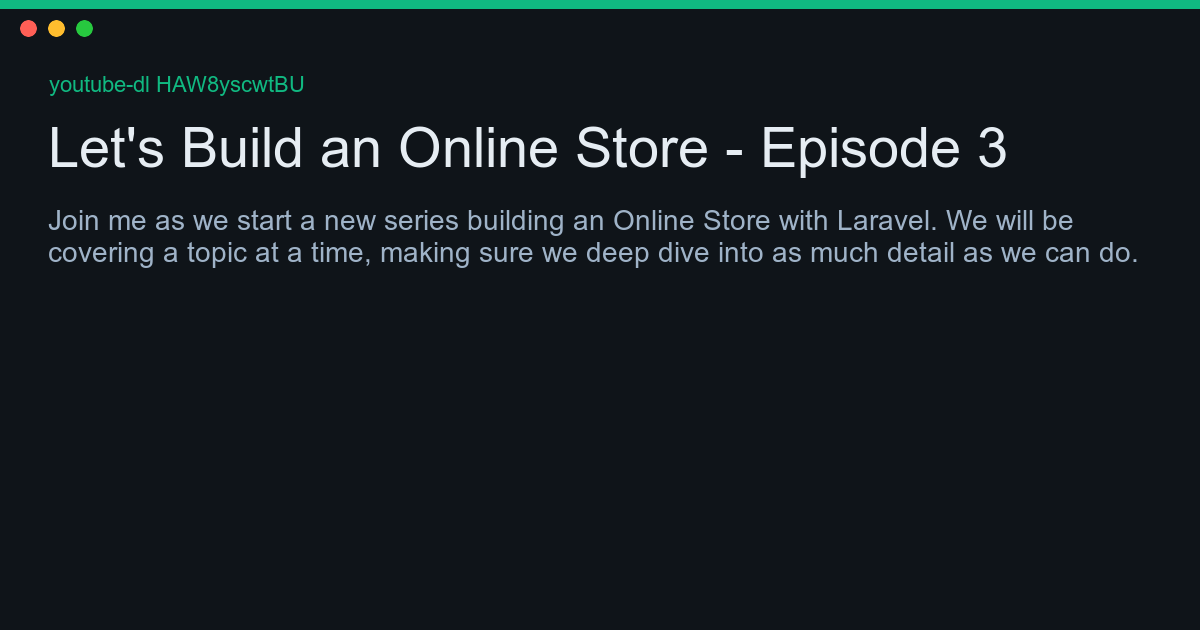 youtube-dl HAW8yscwtBU
Let's Build an Online Store - Episode 3
Join me as we start a new series building an Online Store with Laravel. We will be
covering a topic at a time, making sure we deep dive into as much detail as we can do.